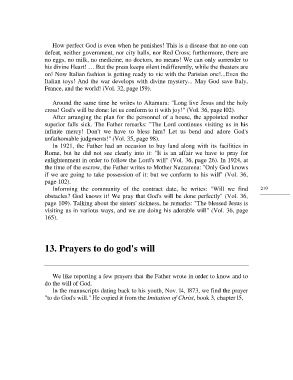 How perfect God is even when he punishes! This is a disease that no one can
defeat, neither government, nor city halls, nor Red Cross; furthermore, there are
no eggs, no milk, no medicine, no doctors, no means! We can only surrender to
his divine Heart! … But the press keeps silent indifferently, while the theaters are
on! Now Italian fashion is getting ready to vie with the Parisian one!...Even the
Italian toys! And the war develops with divine mystery... May God save Italy,
France, and the world! (Vol. 32, page 159).
Around the same time he writes to Altamura: "Long live Jesus and the holy
cross! God's will be done: let us conform to it with joy!" (Vol. 36, page 102).
After arranging the plan for the personnel of a house, the appointed mother
superior falls sick. The Father remarks: "The Lord continues visiting us in his
infinite mercy! Don't we have to bless him? Let us bend and adore God's
unfathomable judgments!" (Vol. 35, page 98).
In 1921, the Father had an occasion to buy land along with its facilities in
Rome, but he did not see clearly into it: "It is an affair we have to pray for
enlightenment in order to follow the Lord's will" (Vol. 36, page 26). In 1924, at
the time of the escrow, the Father writes to Mother Nazzarena: "Only God knows
if we are going to take possession of it; but we conform to his will" (Vol. 36,
page 102).
Informing the community of the contract date, he writes: "Will we find
obstacles? God knows it! We pray that God's will be done perfectly" (Vol. 36,
page 109). Talking about the sisters' sickness, he remarks: "The blessed Jesus is
visiting us in various ways, and we are doing his adorable will" (Vol. 36, page
165).
13. Prayers to do god's will
We like reporting a few prayers that the Father wrote in order to know and to
do the will of God.
In the manuscripts dating back to his youth, Nov. 14, 1873, we find the prayer
"to do God's will." He copied it from the Imitation of Christ, book 3, chapter 15,